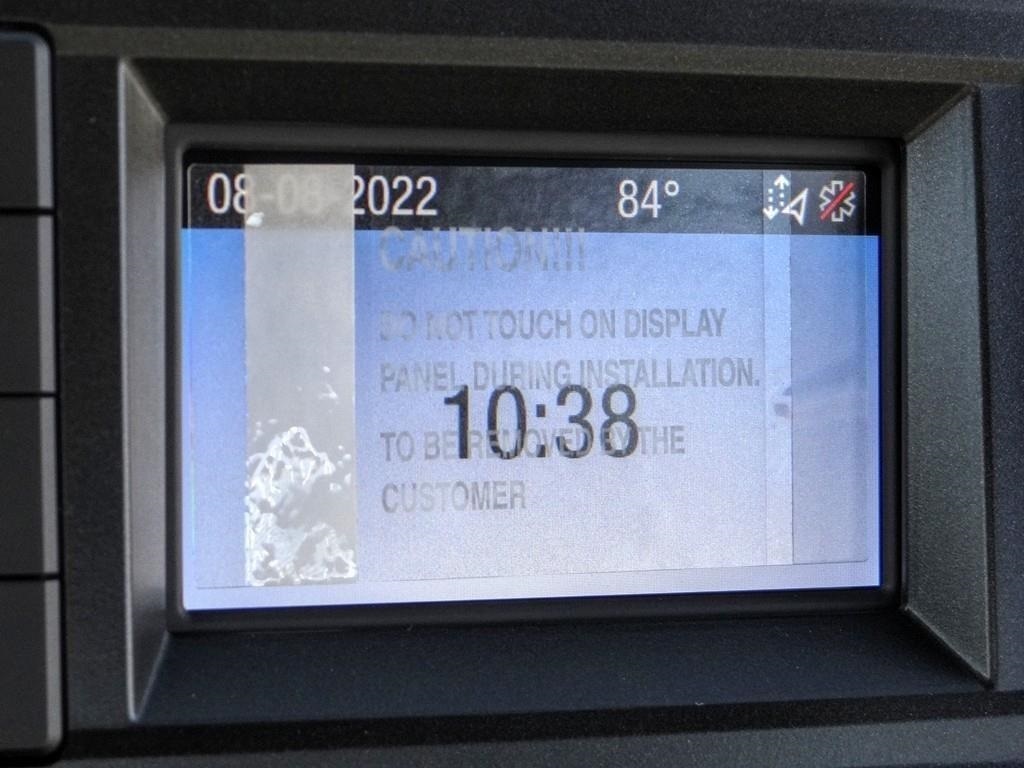 08-08-2022 84°
CAUTION!!!
DO NOT TOUCH ON DISPLAY
PANEL DURING INSTALLATION.
10:38
TO BE REMOVED BY THE
CUSTOMER